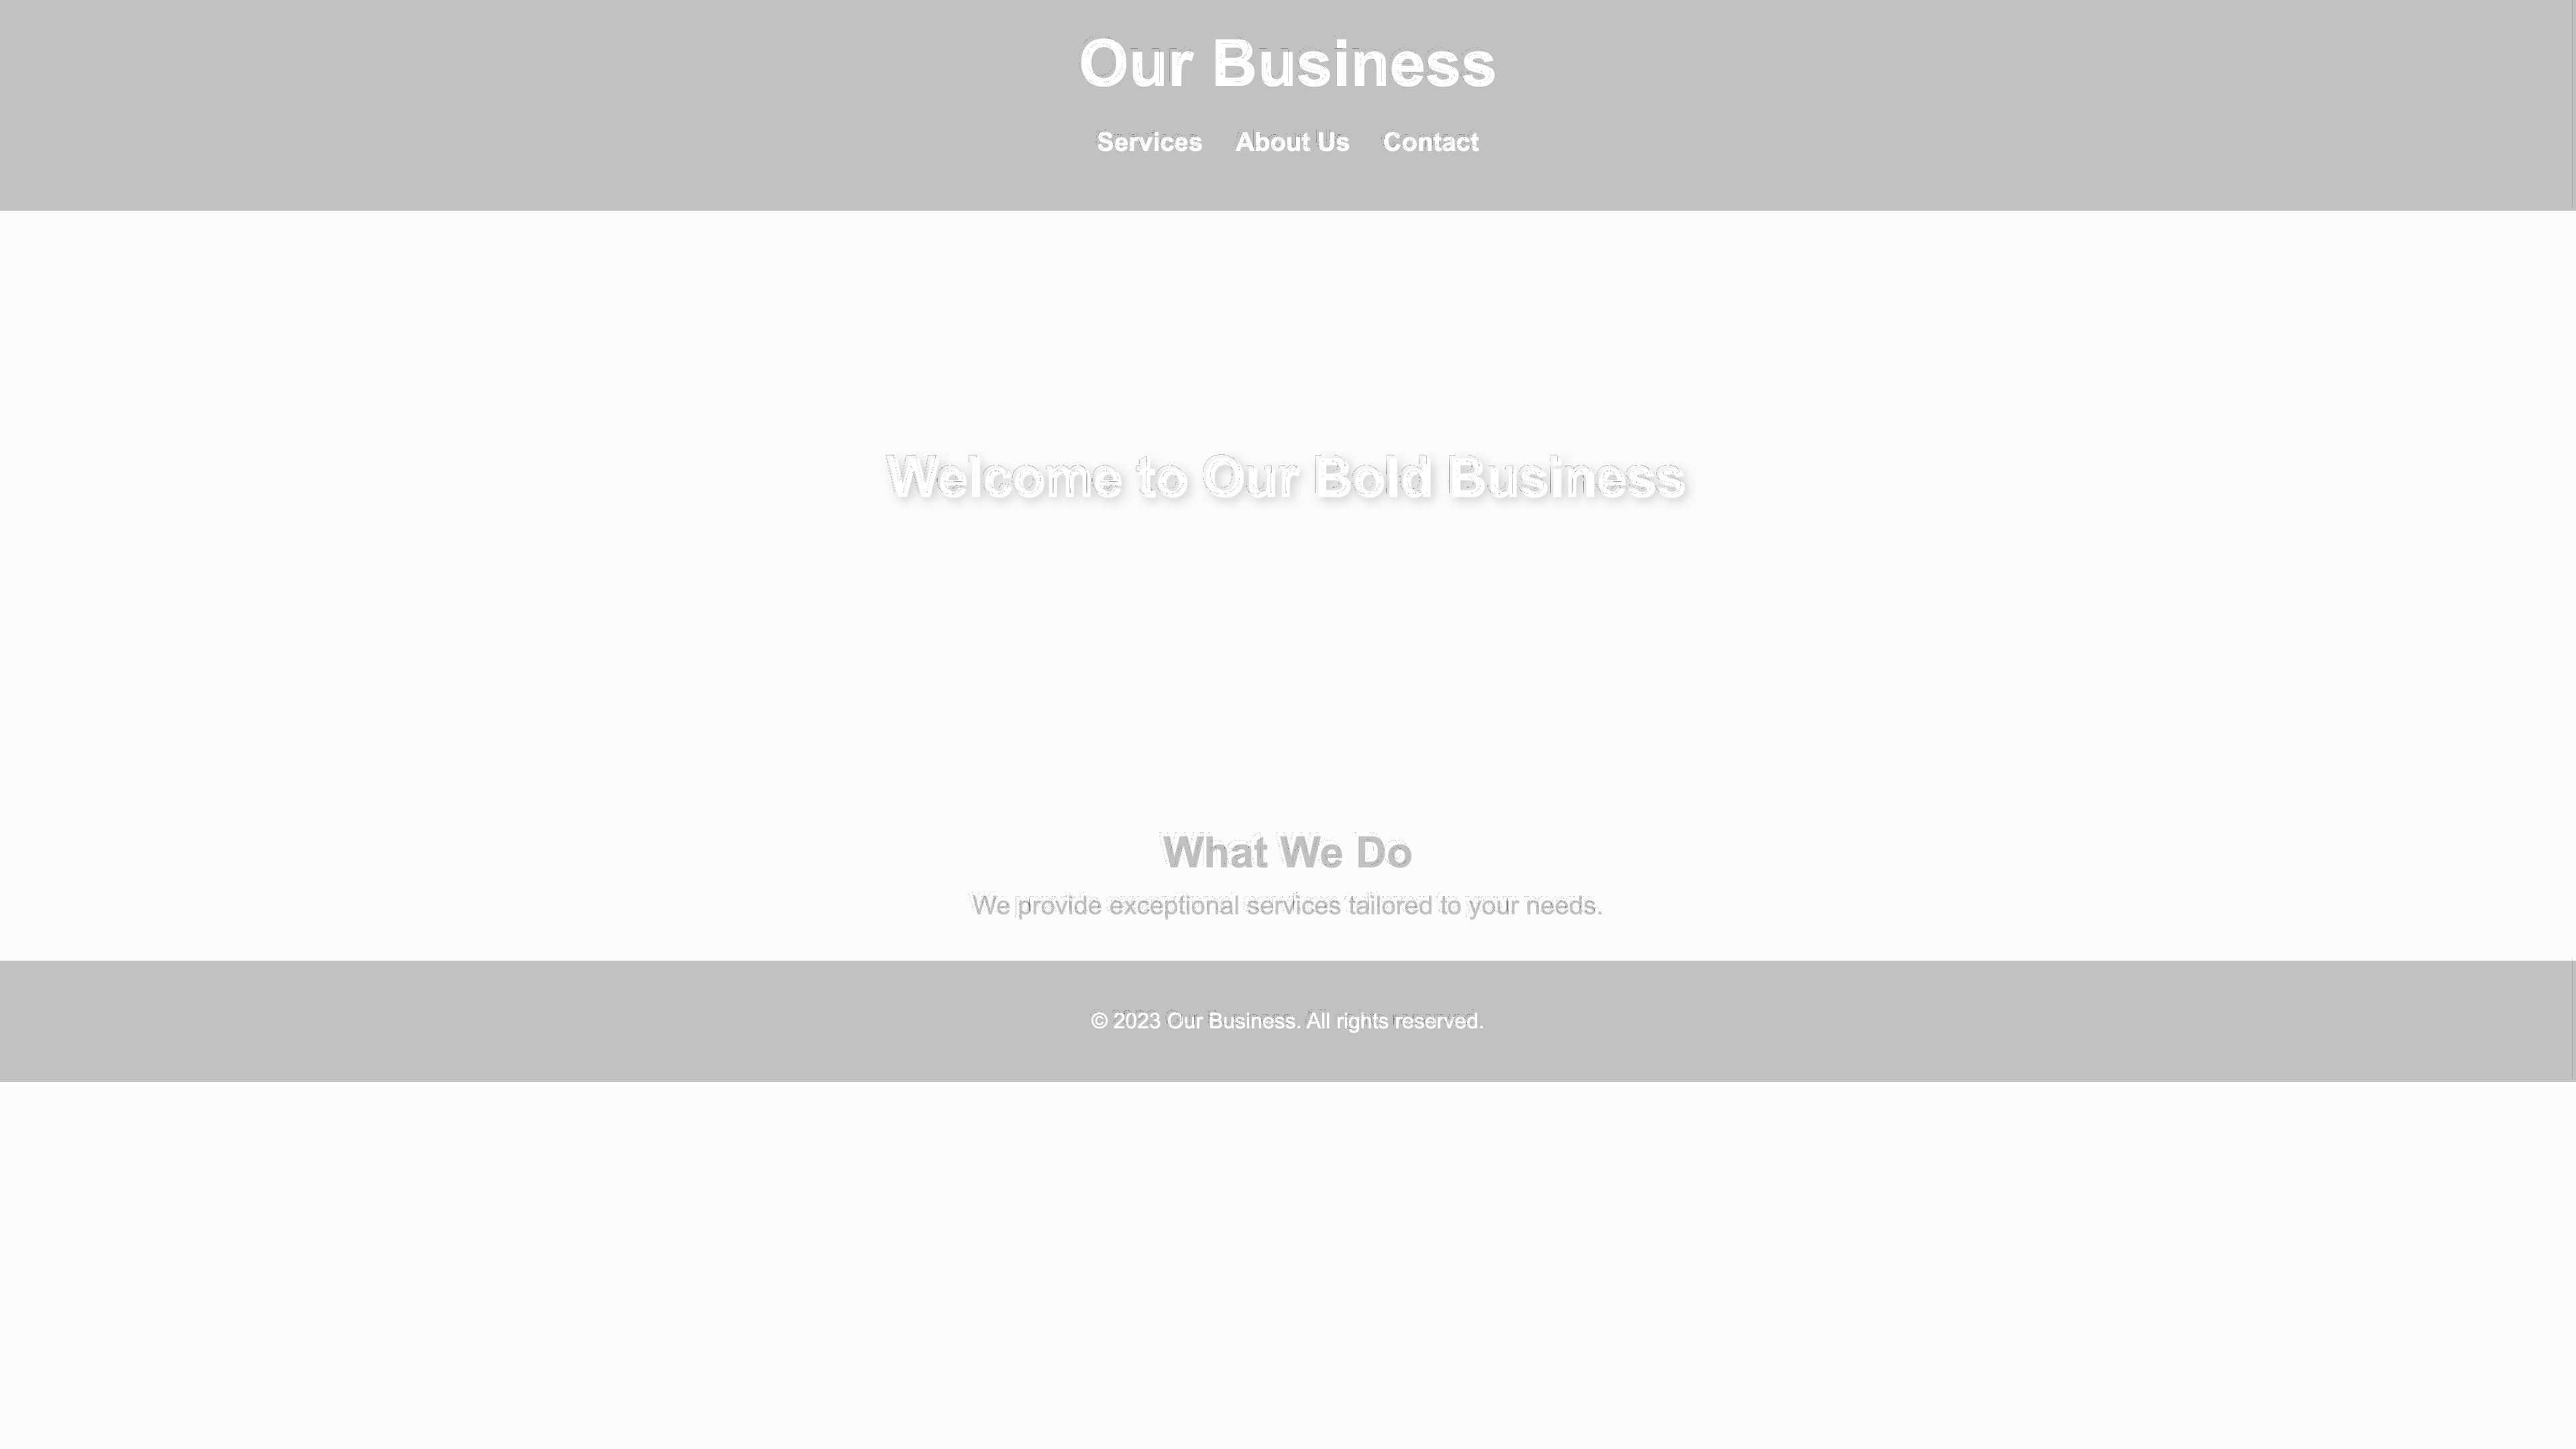 Our Business
Services About Us Contact
Welcome to Our Bold Business
What We Do
We provide exceptional services tailored to your needs.
© 2023 Our Business. All rights reserved.